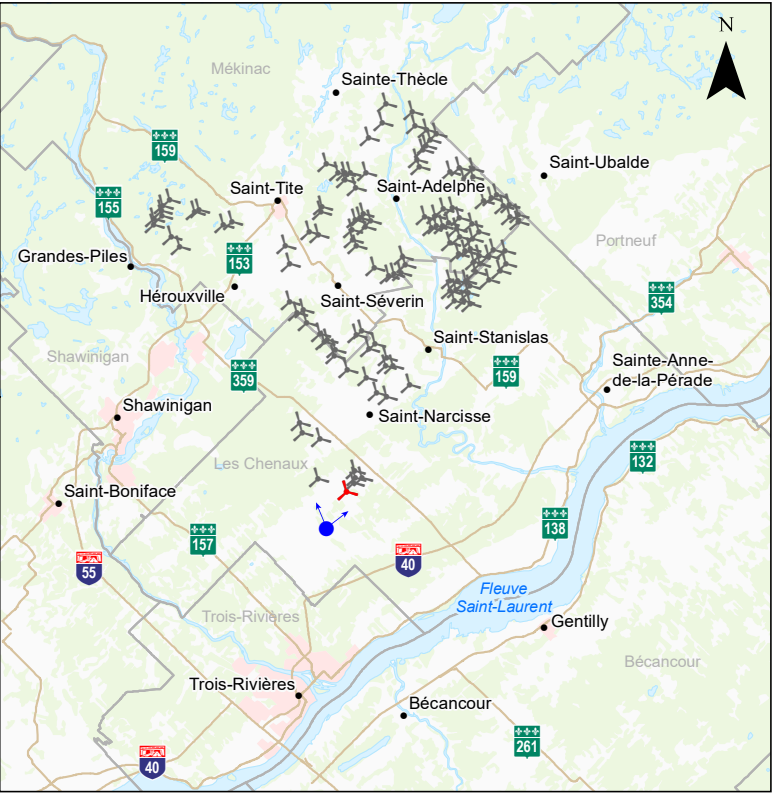 N
Mékinac
Sainte-Thècle
159
Saint-Ubalde
Saint-Tite
Saint-Adelphe
155
Portneuf
Grandes-Piles
153
Hérouxville
Saint-Séverin
354
Saint-Stanislas
Shawinigan
359
159
Sainte-Anne-
de-la-Pérade
Shawinigan
Saint-Narcisse
132
Les Chenaux
Saint-Boniface
138
157
40
55
Fleuve
Saint-Laurent
Trois-Rivières
Gentilly
Bécancour
Trois-Rivières
Bécancour
261
40